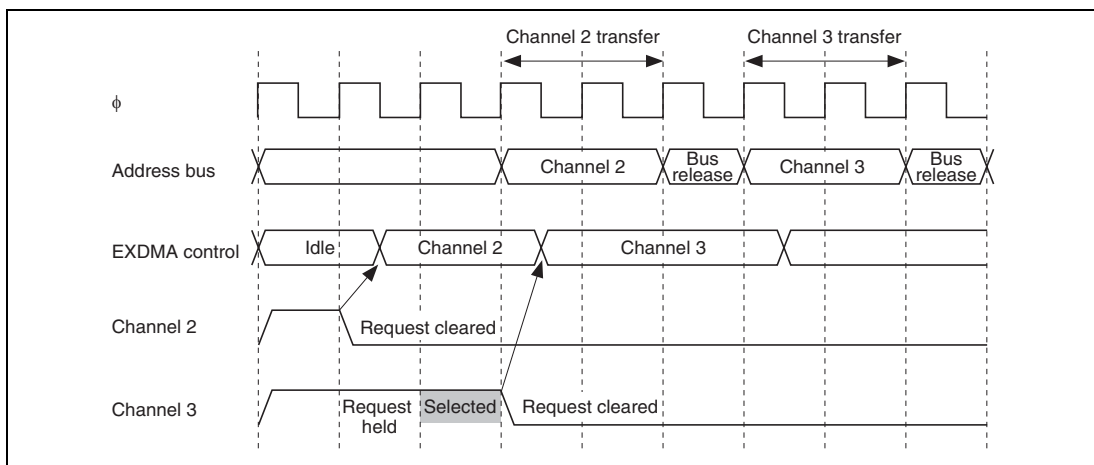 Channel 2 transfer Channel 3 transfer
ϕ
Address bus Channel 2 Bus release Channel 3 Bus release
EXDMA control Idle Channel 2 Channel 3
Channel 2 Request cleared
Channel 3 Request held Selected Request cleared